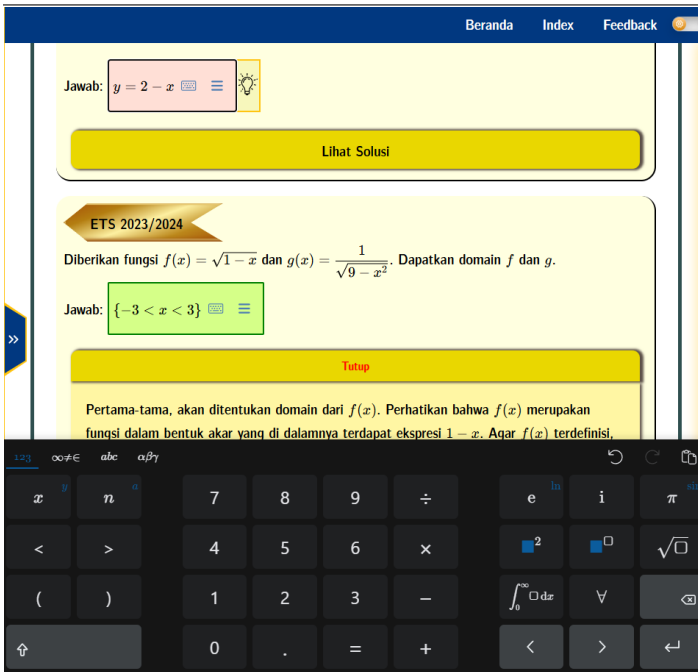 Beranda Index Feedback
Jawab: y = 2 − x
Lihat Solusi
ETS 2023/2024
Diberikan fungsi f(x) = √(1 − x) dan g(x) = 1/√(9 − x²). Dapatkan domain f dan g.
Jawab: {−3 < x < 3}
»
Tutup
Pertama-tama, akan ditentukan domain dari f(x). Perhatikan bahwa f(x) merupakan
fungsi dalam bentuk akar yang di dalamnya terdapat ekspresi 1 − x. Agar f(x) terdefinisi,
123 ∞≠∈ abc αβγ
x y n a 7 8 9 ÷ e ln i π sin
< > 4 5 6 × ■² ■□ √□
( ) 1 2 3 − ∫₀^∞ □ dx ∀
⇧ 0 . = + < > ↵